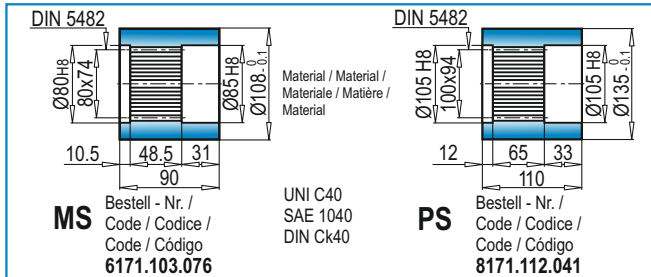 DIN 5482
Ø80H8
80x74
Ø85 H8
Ø108 -0 -0.1
10.5 48.5 31
90
MS
Bestell - Nr. /
Code / Codice /
Code / Código
6171.103.076
Material / Material /
Materiale / Matière /
Material
UNI C40
SAE 1040
DIN Ck40
DIN 5482
Ø105 H8
100x94
Ø105 H8
Ø135 -0 -0.1
12 65 33
110
PS
Bestell - Nr. /
Code / Codice /
Code / Código
8171.112.041